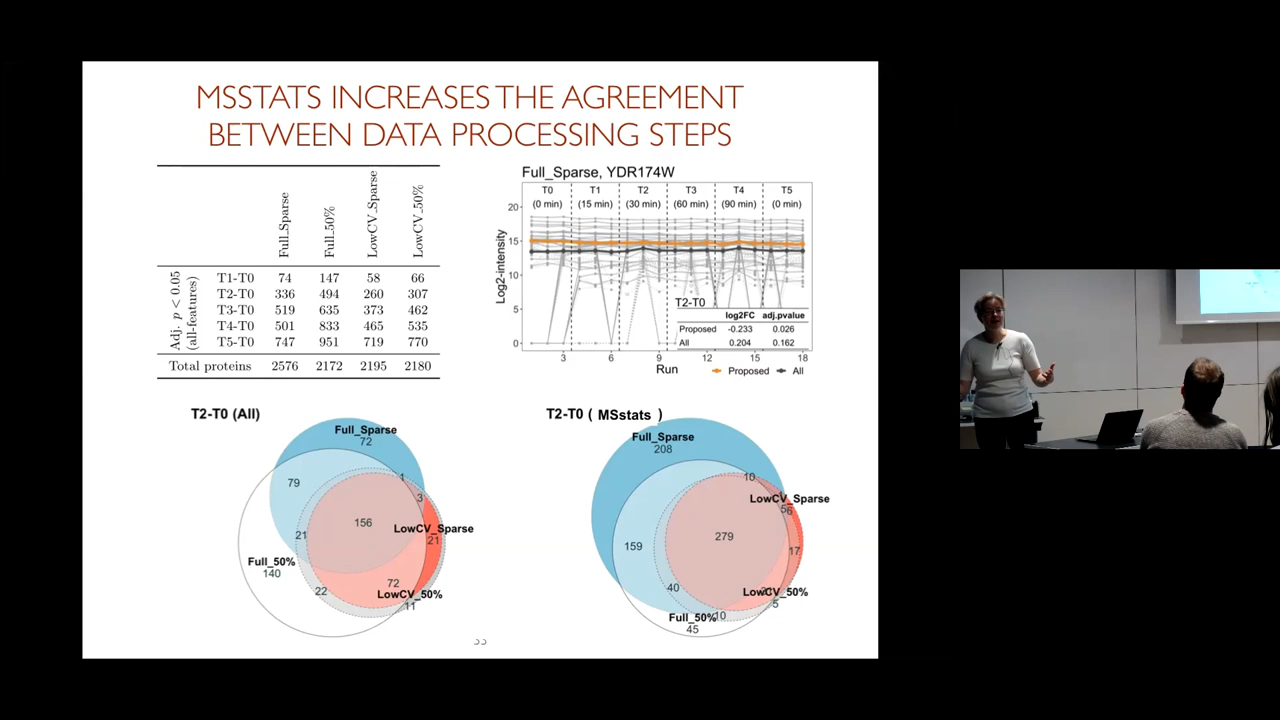 MSSTATS INCREASES THE AGREEMENT
BETWEEN DATA PROCESSING STEPS
Full_Sparse
Full_50%
LowCV_Sparse
LowCV_50%
Adj. p < 0.05
(all-features)
T1-T0 74 147 58 66
T2-T0 336 494 260 307
T3-T0 519 635 373 462
T4-T0 501 833 465 535
T5-T0 747 951 719 770
Total proteins 2576 2172 2195 2180
Full_Sparse, YDR174W
T0 T1 T2 T3 T4 T5
(0 min) (15 min) (30 min) (60 min) (90 min) (0 min)
Log2-intensity
20
15
10
5
0
T2-T0
log2FC adj.pvalue
Proposed -0.233 0.026
All 0.204 0.162
3 6 9 12 15 18
Run
Proposed All
T2-T0 (All)
Full_Sparse
72
79
1
3
156
LowCV_Sparse
21
21
Full_50%
140
22
72
LowCV_50%
11
T2-T0 ( MSstats )
Full_Sparse
208
10
LowCV_Sparse
6
279
159
17
40
LowCV_50%
5
10
Full_50%
45